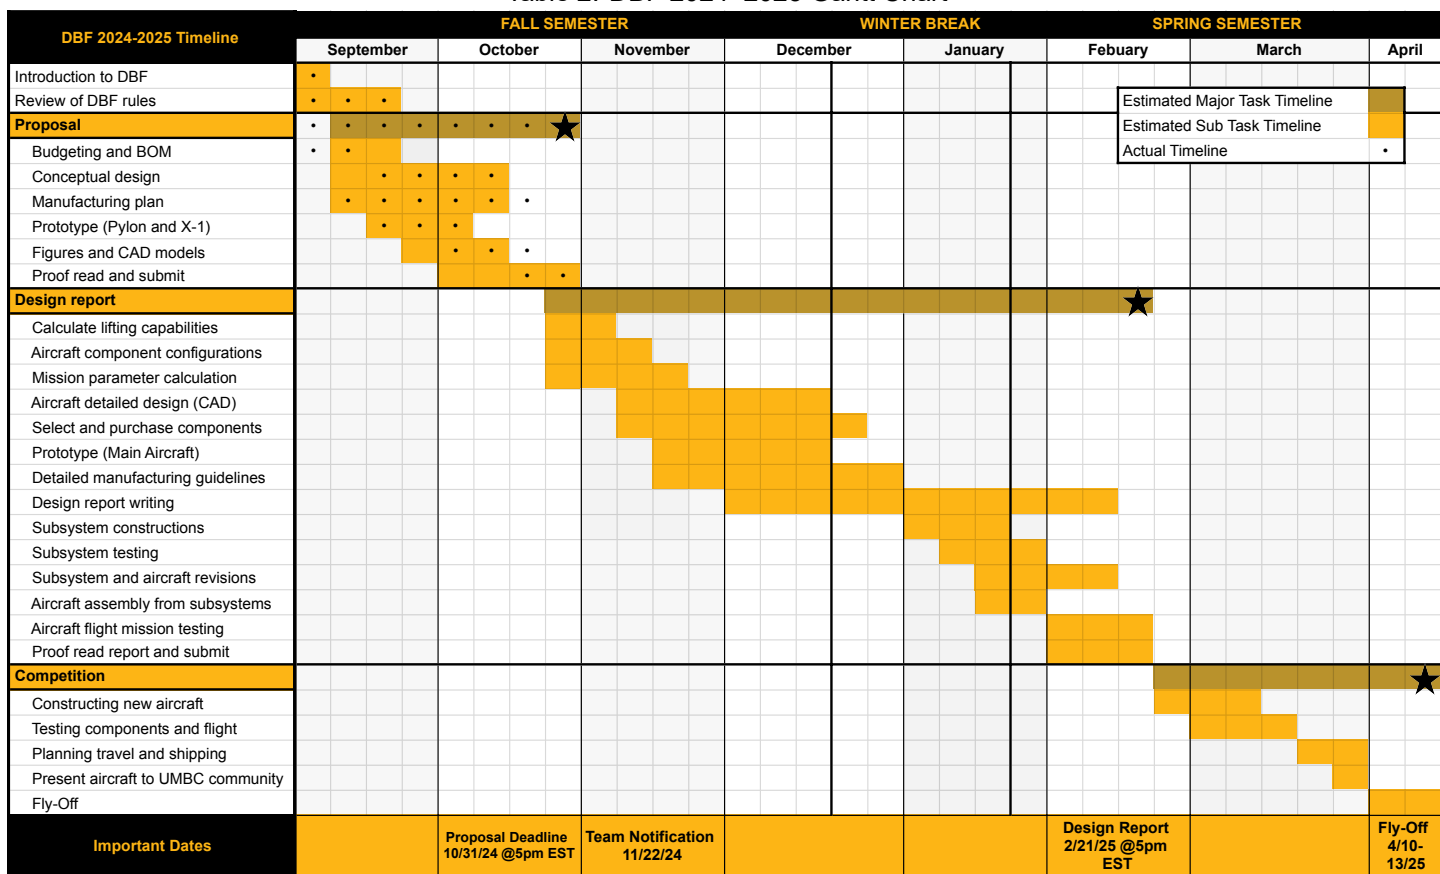 Table 2: DBF 2024-2025 Gantt Chart
DBF 2024-2025 Timeline
FALL SEMESTER
WINTER BREAK
SPRING SEMESTER
September
October
November
December
January
Febuary
March
April
Introduction to DBF
Review of DBF rules
Estimated Major Task Timeline
Estimated Sub Task Timeline
Actual Timeline
Proposal
Budgeting and BOM
Conceptual design
Manufacturing plan
Prototype (Pylon and X-1)
Figures and CAD models
Proof read and submit
Design report
Calculate lifting capabilities
Aircraft component configurations
Mission parameter calculation
Aircraft detailed design (CAD)
Select and purchase components
Prototype (Main Aircraft)
Detailed manufacturing guidelines
Design report writing
Subsystem constructions
Subsystem testing
Subsystem and aircraft revisions
Aircraft assembly from subsystems
Aircraft flight mission testing
Proof read report and submit
Competition
Constructing new aircraft
Testing components and flight
Planning travel and shipping
Present aircraft to UMBC community
Fly-Off
Important Dates
Proposal Deadline
10/31/24 @5pm EST
Team Notification
11/22/24
Design Report
2/21/25 @5pm
EST
Fly-Off
4/10-
13/25